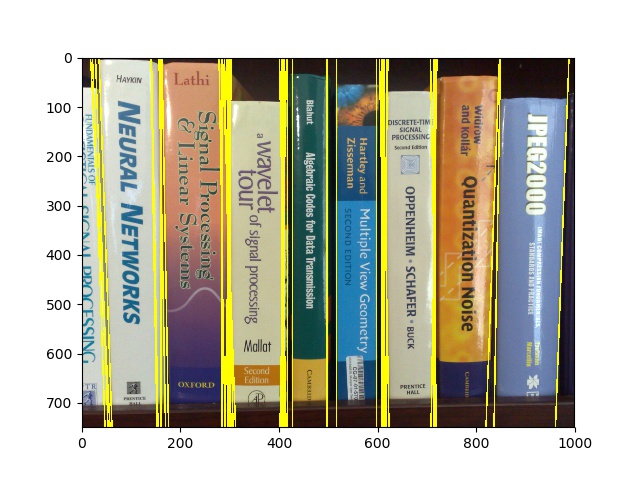 0
100
200
300
400
500
600
700
0
200
400
600
800
1000
FUNDAMENTALS OF
PROCESSING
HAYKIN
NEURAL NETWORKS
PRENTICE
HALL
Lathi
Signal Processing
& Linear Systems
OXFORD
a wavelet
tour of signal processing
Mallat
Second
Edition
AP
Blahut
Algebraic Codes for Data Transmission
CAMBRIDGE
Hartley and
Zisserman
Multiple View Geometry
SECOND EDITION
DISCRETE-TIME
SIGNAL
PROCESSING
Second Edition
OPPENHEIM • SCHAFER • BUCK
PRENTICE
HALL
Widrow
and Kollár
Quantization Noise
CAMBRIDGE
JPEG2000
IMAGE COMPRESSION FUNDAMENTALS,
STANDARDS AND PRACTICE
Taubman
Marcellin